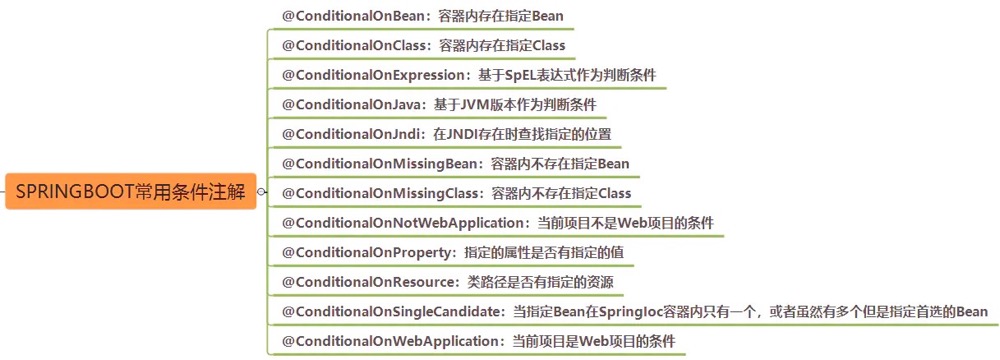 @ConditionalOnBean：容器内存在指定Bean
@ConditionalOnClass：容器内存在指定Class
@ConditionalOnExpression：基于SpEL表达式作为判断条件
@ConditionalOnJava：基于JVM版本作为判断条件
@ConditionalOnJndi：在JNDI存在时查找指定的位置
@ConditionalOnMissingBean：容器内不存在指定Bean
SPRINGBOOT常用条件注解
@ConditionalOnMissingClass：容器内不存在指定Class
@ConditionalOnNotWebApplication：当前项目不是Web项目的条件
@ConditionalOnProperty：指定的属性是否有指定的值
@ConditionalOnResource：类路径是否有指定的资源
@ConditionalOnSingleCandidate：当指定Bean在SpringIoc容器内只有一个，或者虽然有多个但是指定首选的Bean
@ConditionalOnWebApplication：当前项目是Web项目的条件